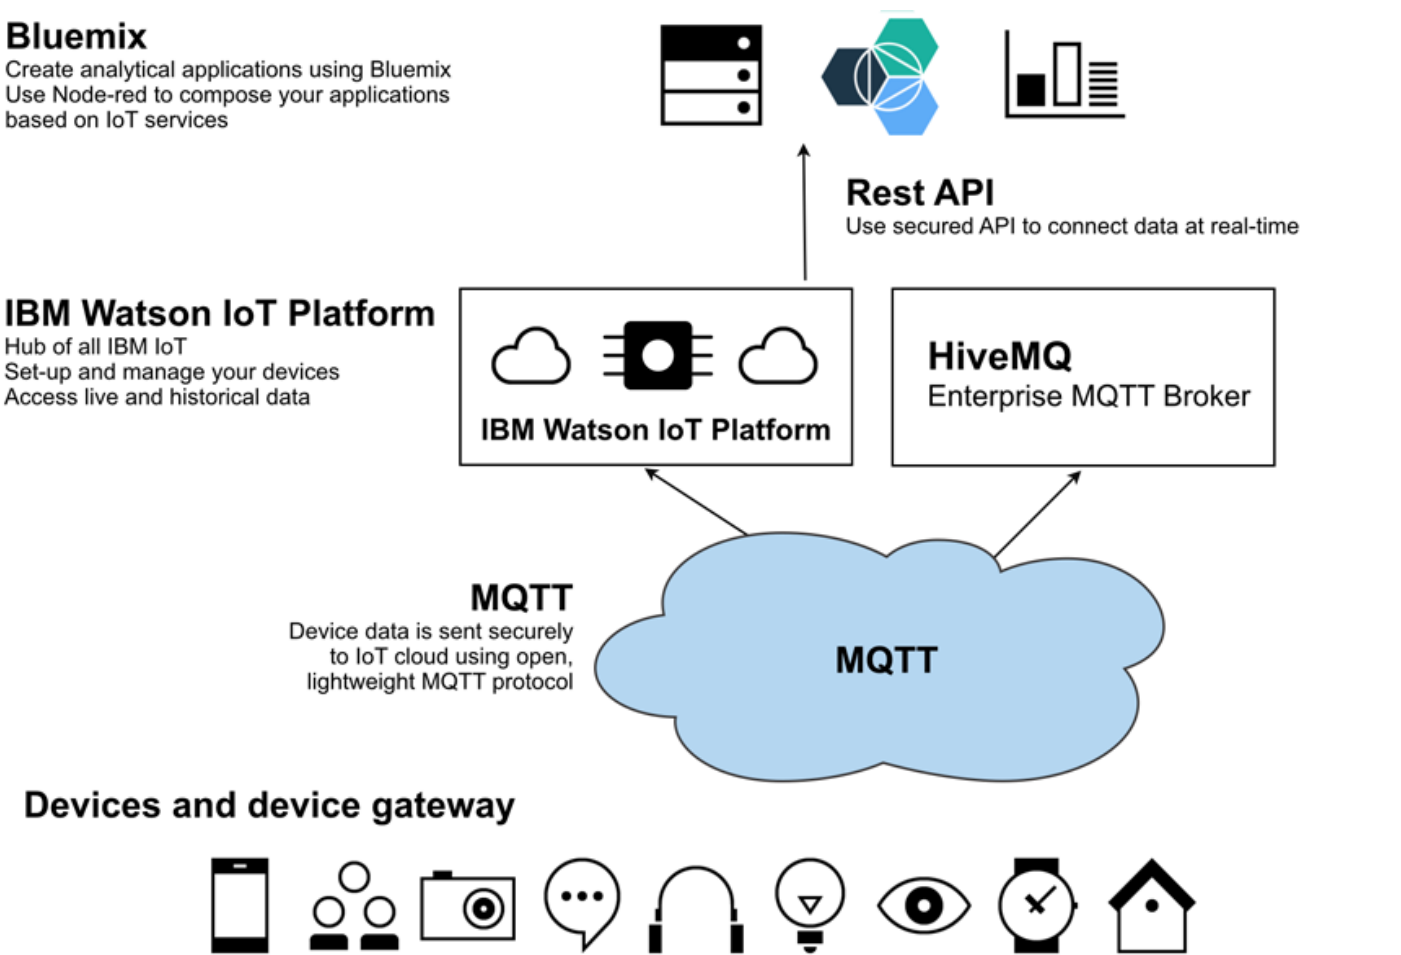 Bluemix
Create analytical applications using Bluemix
Use Node-red to compose your applications
based on IoT services
Rest API
Use secured API to connect data at real-time
IBM Watson IoT Platform
Hub of all IBM IoT
Set-up and manage your devices
Access live and historical data
IBM Watson IoT Platform
HiveMQ
Enterprise MQTT Broker
MQTT
Device data is sent securely
to IoT cloud using open,
lightweight MQTT protocol
MQTT
Devices and device gateway